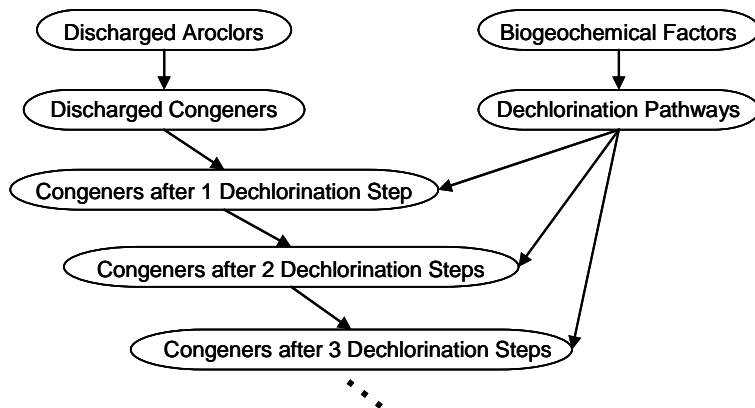 Discharged Aroclors
Biogeochemical Factors
Discharged Congeners
Dechlorination Pathways
Congeners after 1 Dechlorination Step
Congeners after 2 Dechlorination Steps
Congeners after 3 Dechlorination Steps